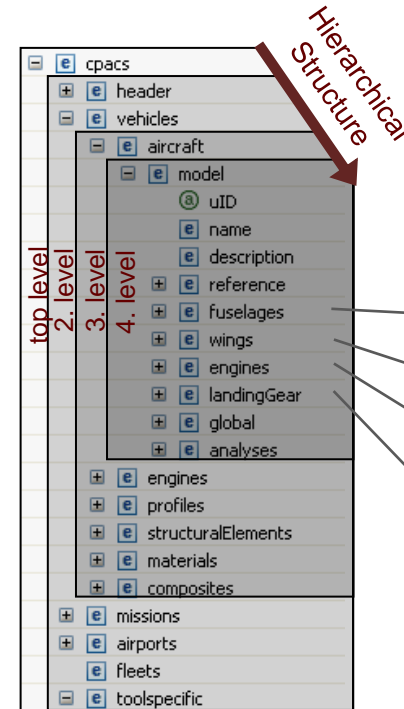 Hierarchical
Structure
cpacs
header
vehicles
aircraft
model
uID
name
description
reference
fuselages
wings
engines
landingGear
global
analyses
engines
profiles
structuralElements
materials
composites
missions
airports
fleets
toolspecific
top level
2. level
3. level
4. level